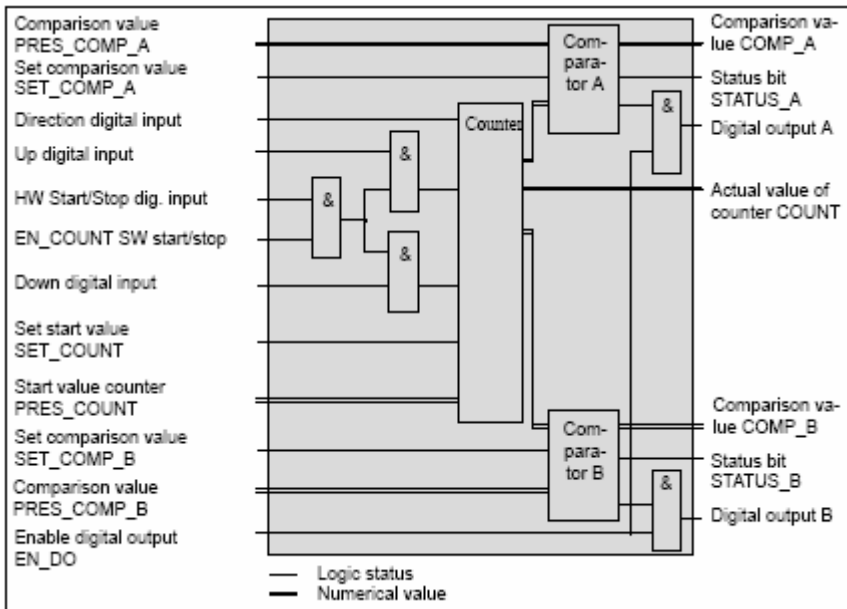 Comparison value
PRES_COMP_A
Set comparison value
SET_COMP_A
Direction digital input
Up digital input
HW Start/Stop dig. input
EN_COUNT SW start/stop
Down digital input
Set start value
SET_COUNT
Start value counter
PRES_COUNT
Set comparison value
SET_COMP_B
Comparison value
PRES_COMP_B
Enable digital output
EN_DO
&
&
&
Counter
Com-
para-
tor A
Com-
para-
tor B
&
&
Comparison va-
lue COMP_A
Status bit
STATUS_A
Digital output A
Actual value of
counter COUNT
Comparison va-
lue COMP_B
Status bit
STATUS_B
Digital output B
Logic status
Numerical value